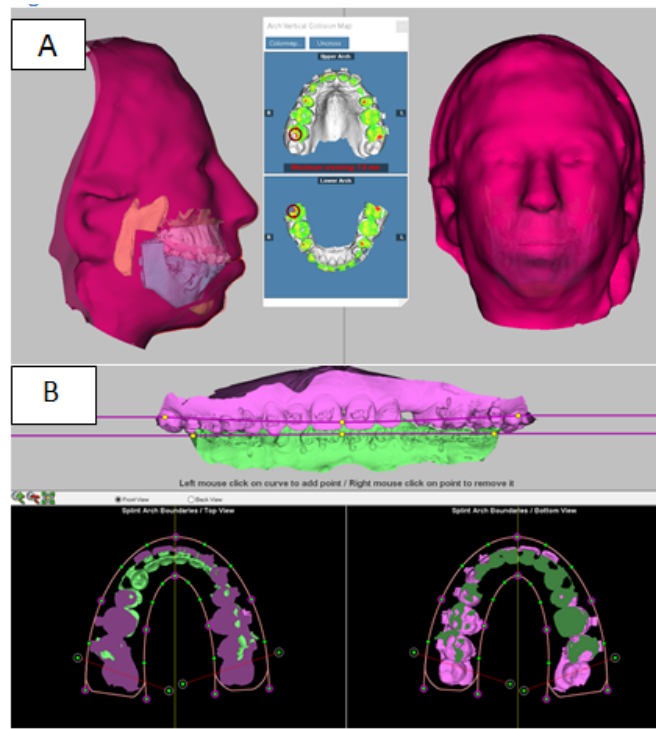 A
Arch Vertical Collision Map
Colormap...
Undocs
Upper Arch
R
L
Lower Arch
R
L
B
Left mouse click on curve to add point / Right mouse click on point to remove it
Front View
Back View
Splint Arch Boundaries / Top View
Splint Arch Boundaries / Bottom View